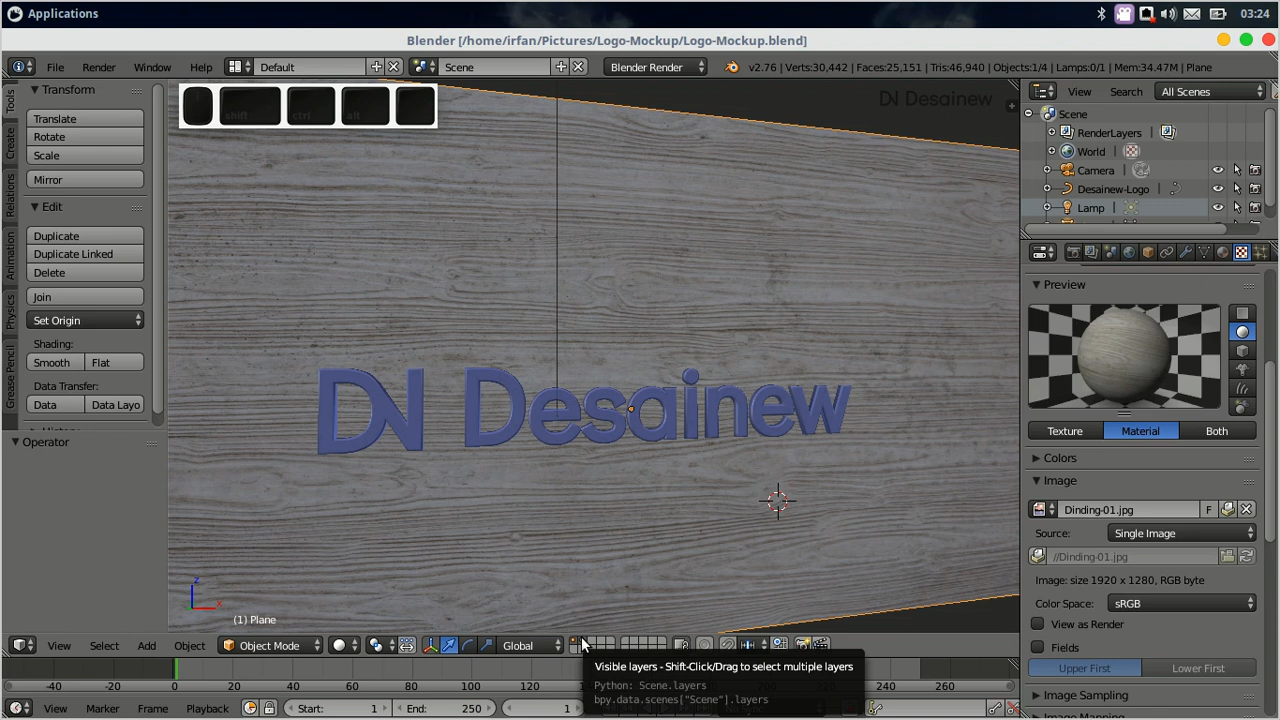 Applications
03:24
Blender [/home/irfan/Pictures/Logo-Mockup/Logo-Mockup.blend]
File
Render
Window
Help
Default
Scene
Blender Render
v2.76 | Verts:30,442 | Faces:25,151 | Tris:46,940 | Objects:1/4 | Lamps:0/1 | Mem:34.47M | Plane
Tools
Create
Relations
Animation
Physics
Grease Pencil
Transform
Translate
Rotate
Scale
Mirror
Edit
Duplicate
Duplicate Linked
Delete
Join
Set Origin
Shading:
Smooth
Flat
Data Transfer:
Data
Data Layo
Operator
shift
ctrl
alt
DN Desainew
DN Desainew
z
x
(1) Plane
View
Search
All Scenes
Scene
RenderLayers
World
Camera
Desainew-Logo
Lamp
Preview
Texture
Material
Both
Colors
Image
Dinding-01.jpg
F
Source:
Single Image
//Dinding-01.jpg
Image: size 1920 x 1280, RGB byte
Color Space:
sRGB
View as Render
Fields
Upper First
Lower First
Image Sampling
View
Select
Add
Object
Object Mode
Global
Visible layers - Shift-Click/Drag to select multiple layers
Python: Scene.layers
bpy.data.scenes["Scene"].layers
-40
-20
0
20
40
60
80
100
120
140
160
240
260
View
Marker
Frame
Playback
Start:
1
End:
250
1